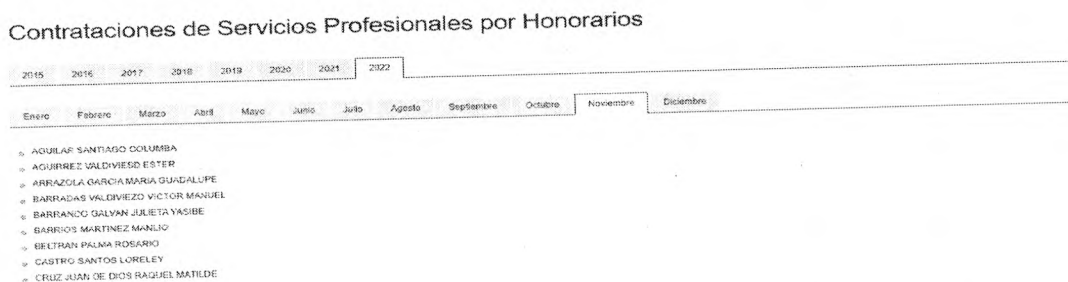 Contrataciones de Servicios Profesionales por Honorarios
2015 2016 2017 2018 2019 2020 2021 2022
Enero Febrero Marzo Abril Mayo Junio Julio Agosto Septiembre Octubre Noviembre Diciembre
AGUILAR SANTIAGO COLUMBA
AGUIRREZ VALDIVIESO ESTER
ARRAZOLA GARCIA MARIA GUADALUPE
BARRADAS VALDIVIEZO VICTOR MANUEL
BARRANCO GALVAN JULIETA YASIBE
BARRIOS MARTINEZ MANLIO
BELTRAN PALMA ROSARIO
CASTRO SANTOS LORELEY
CRUZ JUAN DE DIOS RAQUEL MATILDE